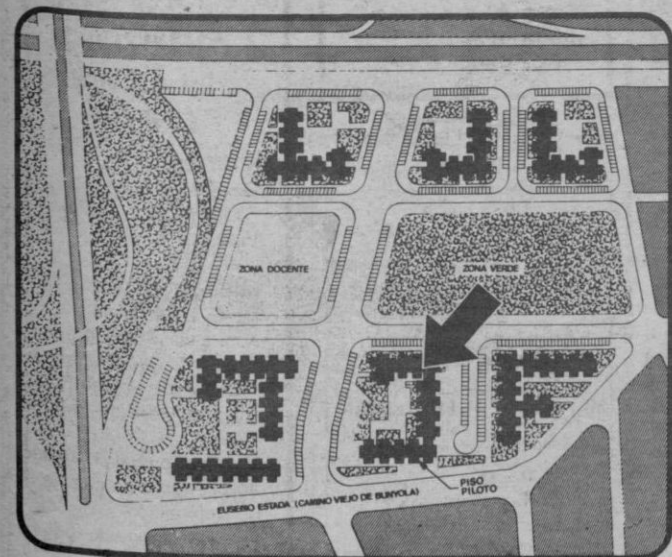 ZONA DOCENTE
ZONA VERDE
PISO
PILOTO
EUSEBIO ESTADA (CAMINO VIEJO DE BUNYOLA)